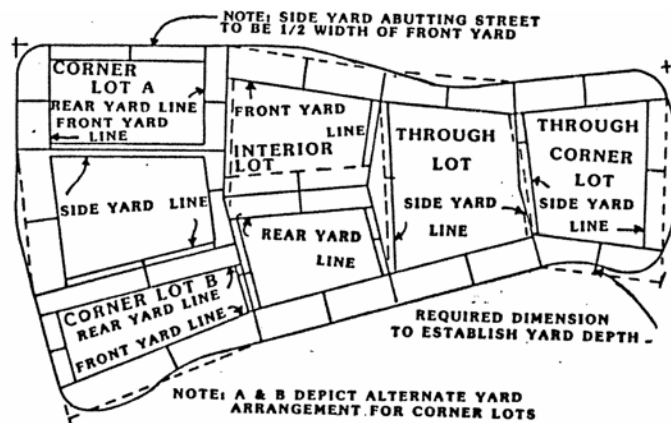 NOTE: SIDE YARD ABUTTING STREET
TO BE 1/2 WIDTH OF FRONT YARD
CORNER
LOT A
REAR YARD LINE
FRONT YARD
LINE
FRONT YARD
LINE
INTERIOR
LOT
THROUGH
LOT
SIDE YARD
LINE
THROUGH
CORNER
LOT
SIDE YARD
LINE
SIDE YARD LINE
REAR YARD
LINE
CORNER LOT B
REAR YARD LINE
FRONT YARD LINE
REQUIRED DIMENSION
TO ESTABLISH YARD DEPTH
NOTE: A & B DEPICT ALTERNATE YARD
ARRANGEMENT FOR CORNER LOTS